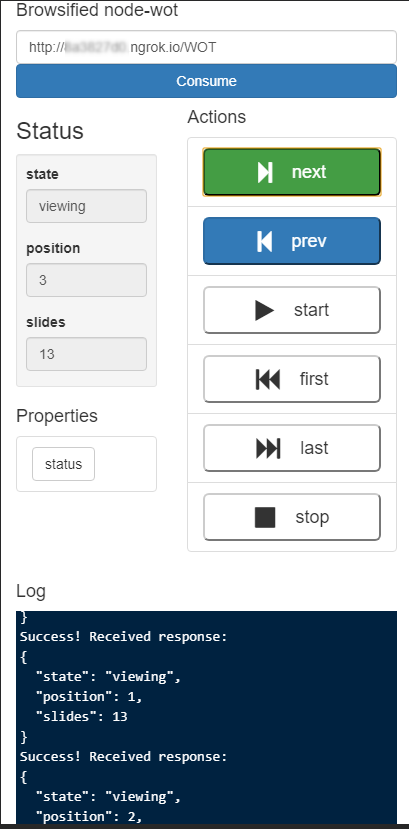 Browsified node-wot
http://.ngrok.io/WOT
Consume
Status
state
viewing
position
3
slides
13
Properties
status
Actions
next
prev
start
first
last
stop
Log
}
Success! Received response:
{
"state": "viewing",
"position": 1,
"slides": 13
}
Success! Received response:
{
"state": "viewing",
"position": 2,